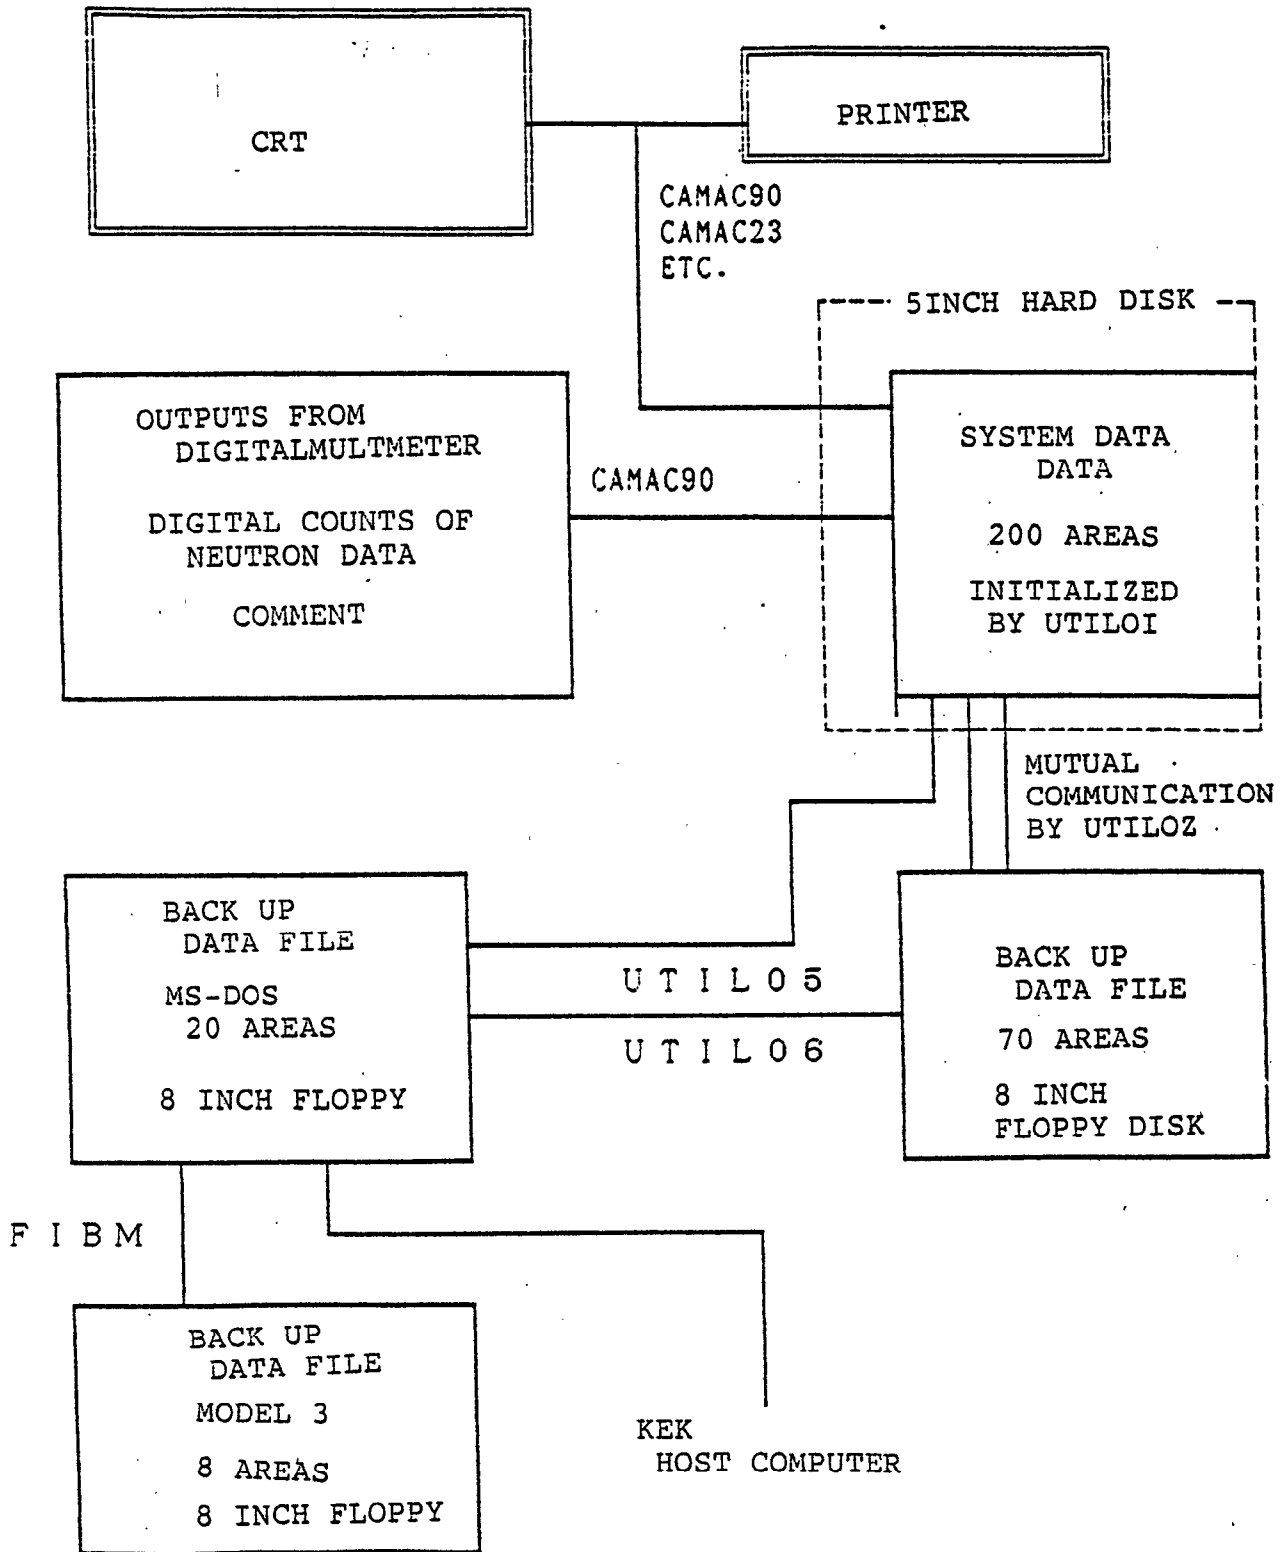 CRT
PRINTER
CAMAC90
CAMAC23
ETC.
5INCH HARD DISK
OUTPUTS FROM
DIGITALMULTMETER
DIGITAL COUNTS OF
NEUTRON DATA
COMMENT
CAMAC90
SYSTEM DATA
DATA
200 AREAS
INITIALIZED
BY UTILOI
MUTUAL
COMMUNICATION
BY UTILOZ
BACK UP
DATA FILE
MS-DOS
20 AREAS
8 INCH FLOPPY
UTIL05
UTIL06
BACK UP
DATA FILE
70 AREAS
8 INCH
FLOPPY DISK
FIBM
BACK UP
DATA FILE
MODEL 3
8 AREAS
8 INCH FLOPPY
KEK
HOST COMPUTER